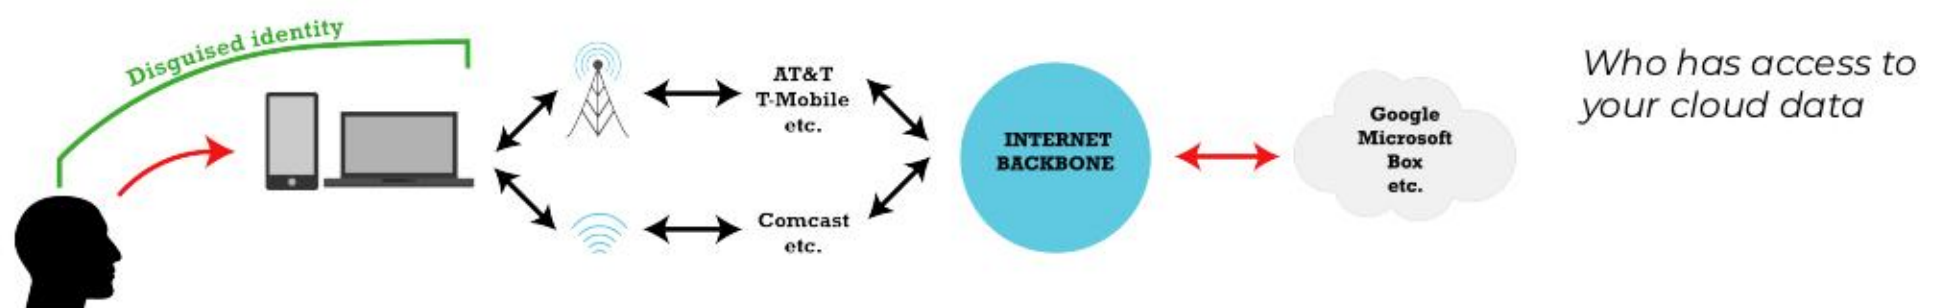 Disguised identity
AT&T
T-Mobile
etc.
Comcast
etc.
INTERNET
BACKBONE
Google
Microsoft
Box
etc.
Who has access to
your cloud data